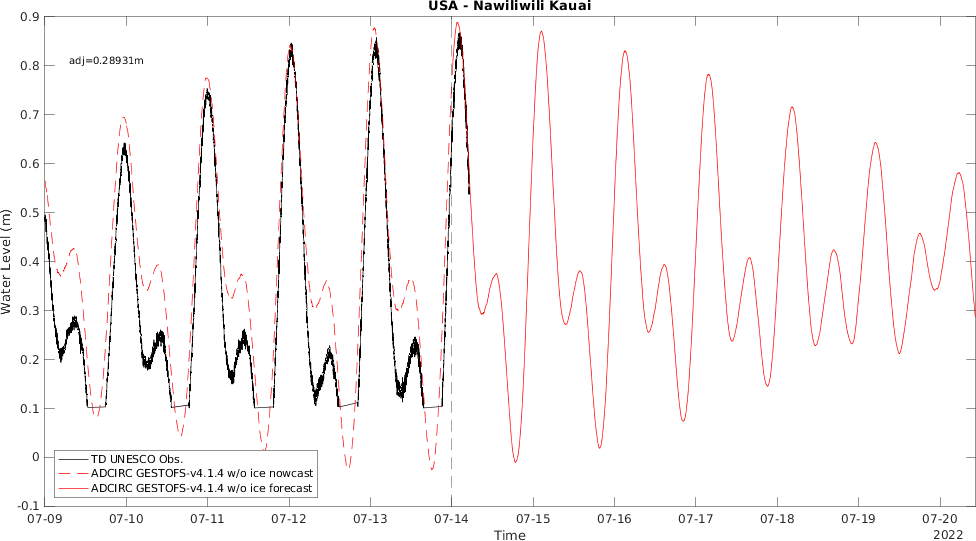 USA - Nawiliwili Kauai
0.9
0.8
0.7
0.6
0.5
0.4
0.3
0.2
0.1
0
-0.1
Water Level (m)
adj=0.28931m
TD UNESCO Obs.
ADCIRC GESTOFS-v4.1.4 w/o ice nowcast
ADCIRC GESTOFS-v4.1.4 w/o ice forecast
07-09 07-10 07-11 07-12 07-13 07-14 07-15 07-16 07-17 07-18 07-19 07-20
Time
2022